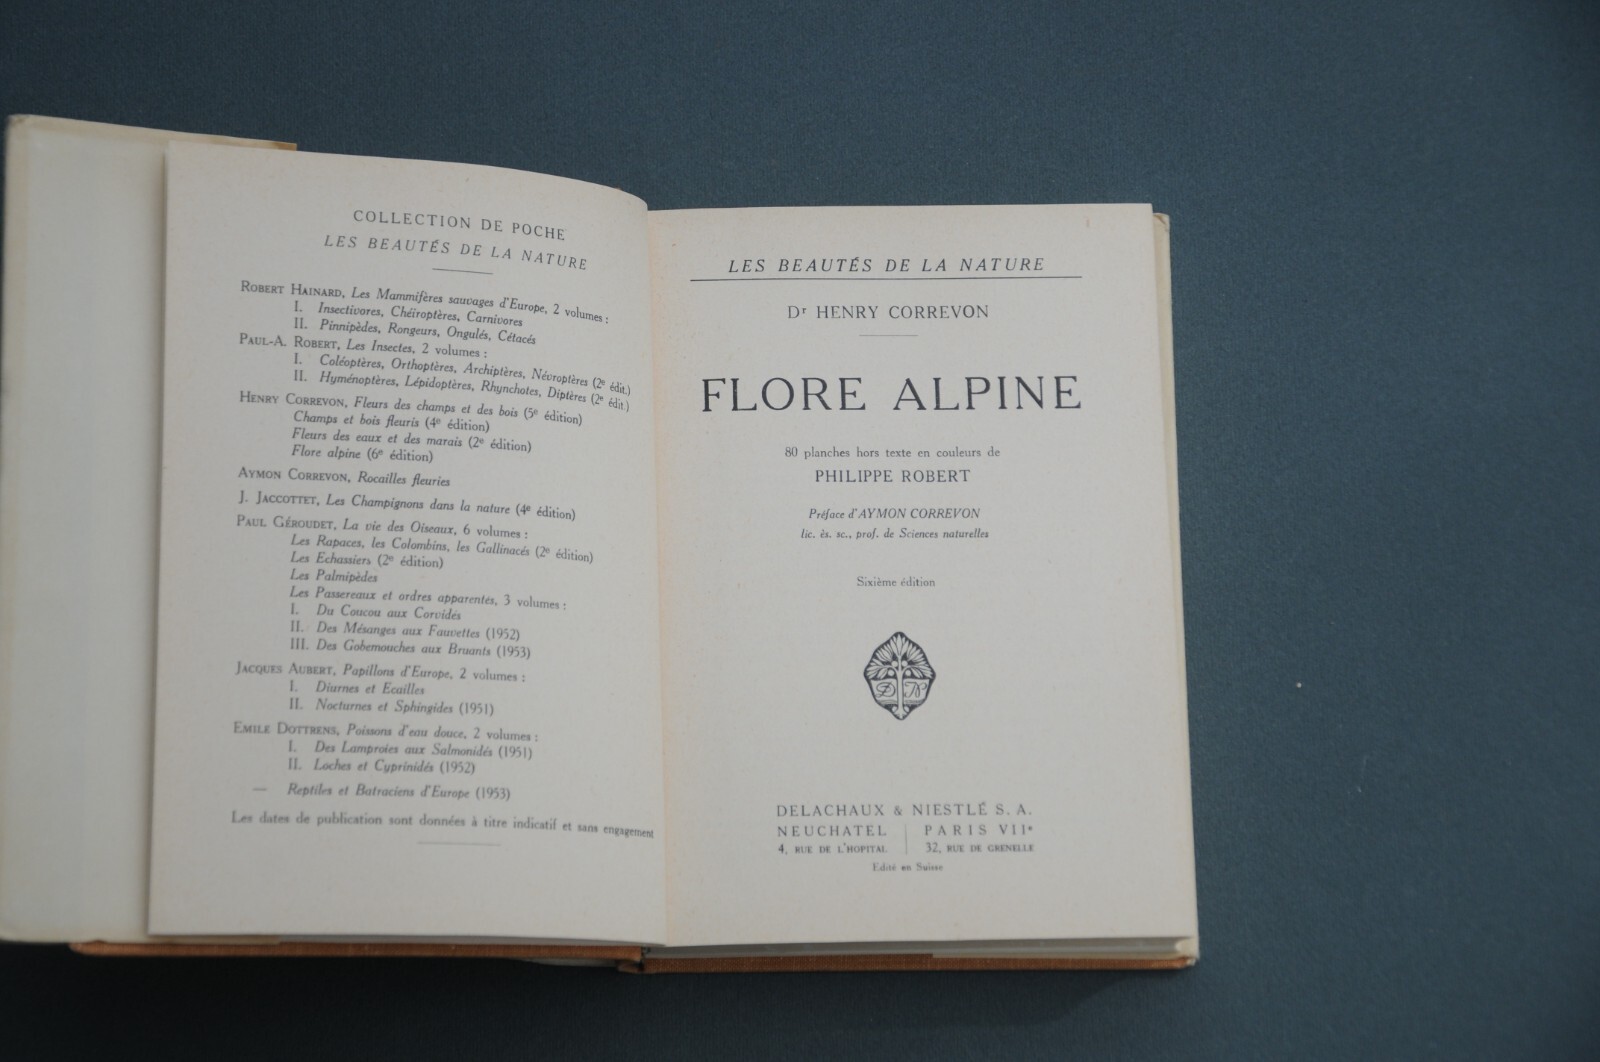 COLLECTION DE POCHE
LES BEAUTÉS DE LA NATURE
ROBERT HAINARD, Les Mammifères sauvages d'Europe, 2 volumes :
I. Insectivores, Chéiroptères, Carnivores
II. Pinnipèdes, Rongeurs, Ongulés, Cétacés
PAUL-A. ROBERT, Les Insectes, 2 volumes :
I. Coléoptères, Orthoptères, Archiptères, Névroptères (2e édit.)
II. Hyménoptères, Lépidoptères, Rhynchotes, Diptères (2e édit.)
HENRY CORREVON, Fleurs des champs et des bois (5e édition)
Champs et bois fleuris (4e édition)
Fleurs des eaux et des marais (2e édition)
Flore alpine (6e édition)
AYMON CORREVON, Rocailles fleuries
J. JACCOTTET, Les Champignons dans la nature (4e édition)
PAUL GÉROUDET, La vie des Oiseaux, 6 volumes :
Les Rapaces, les Colombins, les Gallinacés (2e édition)
Les Echassiers (2e édition)
Les Palmipèdes
Les Passereaux et ordres apparentés, 3 volumes :
I. Du Coucou aux Corvidés
II. Des Mésanges aux Fauvettes (1952)
III. Des Gobemouches aux Bruants (1953)
JACQUES AUBERT, Papillons d'Europe, 2 volumes :
I. Diurnes et Ecailles
II. Nocturnes et Sphingides (1951)
EMILE DOTTRENS, Poissons d'eau douce, 2 volumes :
I. Des Lamproies aux Salmonidés (1951)
II. Loches et Cyprinidés (1952)
— Reptiles et Batraciens d'Europe (1953)
Les dates de publication sont données à titre indicatif et sans engagement
LES BEAUTÉS DE LA NATURE
Dr HENRY CORREVON
FLORE ALPINE
80 planches hors texte en couleurs de
PHILIPPE ROBERT
Préface d'AYMON CORREVON
lic. ès. sc., prof. de Sciences naturelles
Sixième édition
D N
DELACHAUX & NIESTLÉ S. A.
NEUCHATEL PARIS VIIe
4, RUE DE L'HOPITAL 32, RUE DE GRENELLE
Edité en Suisse